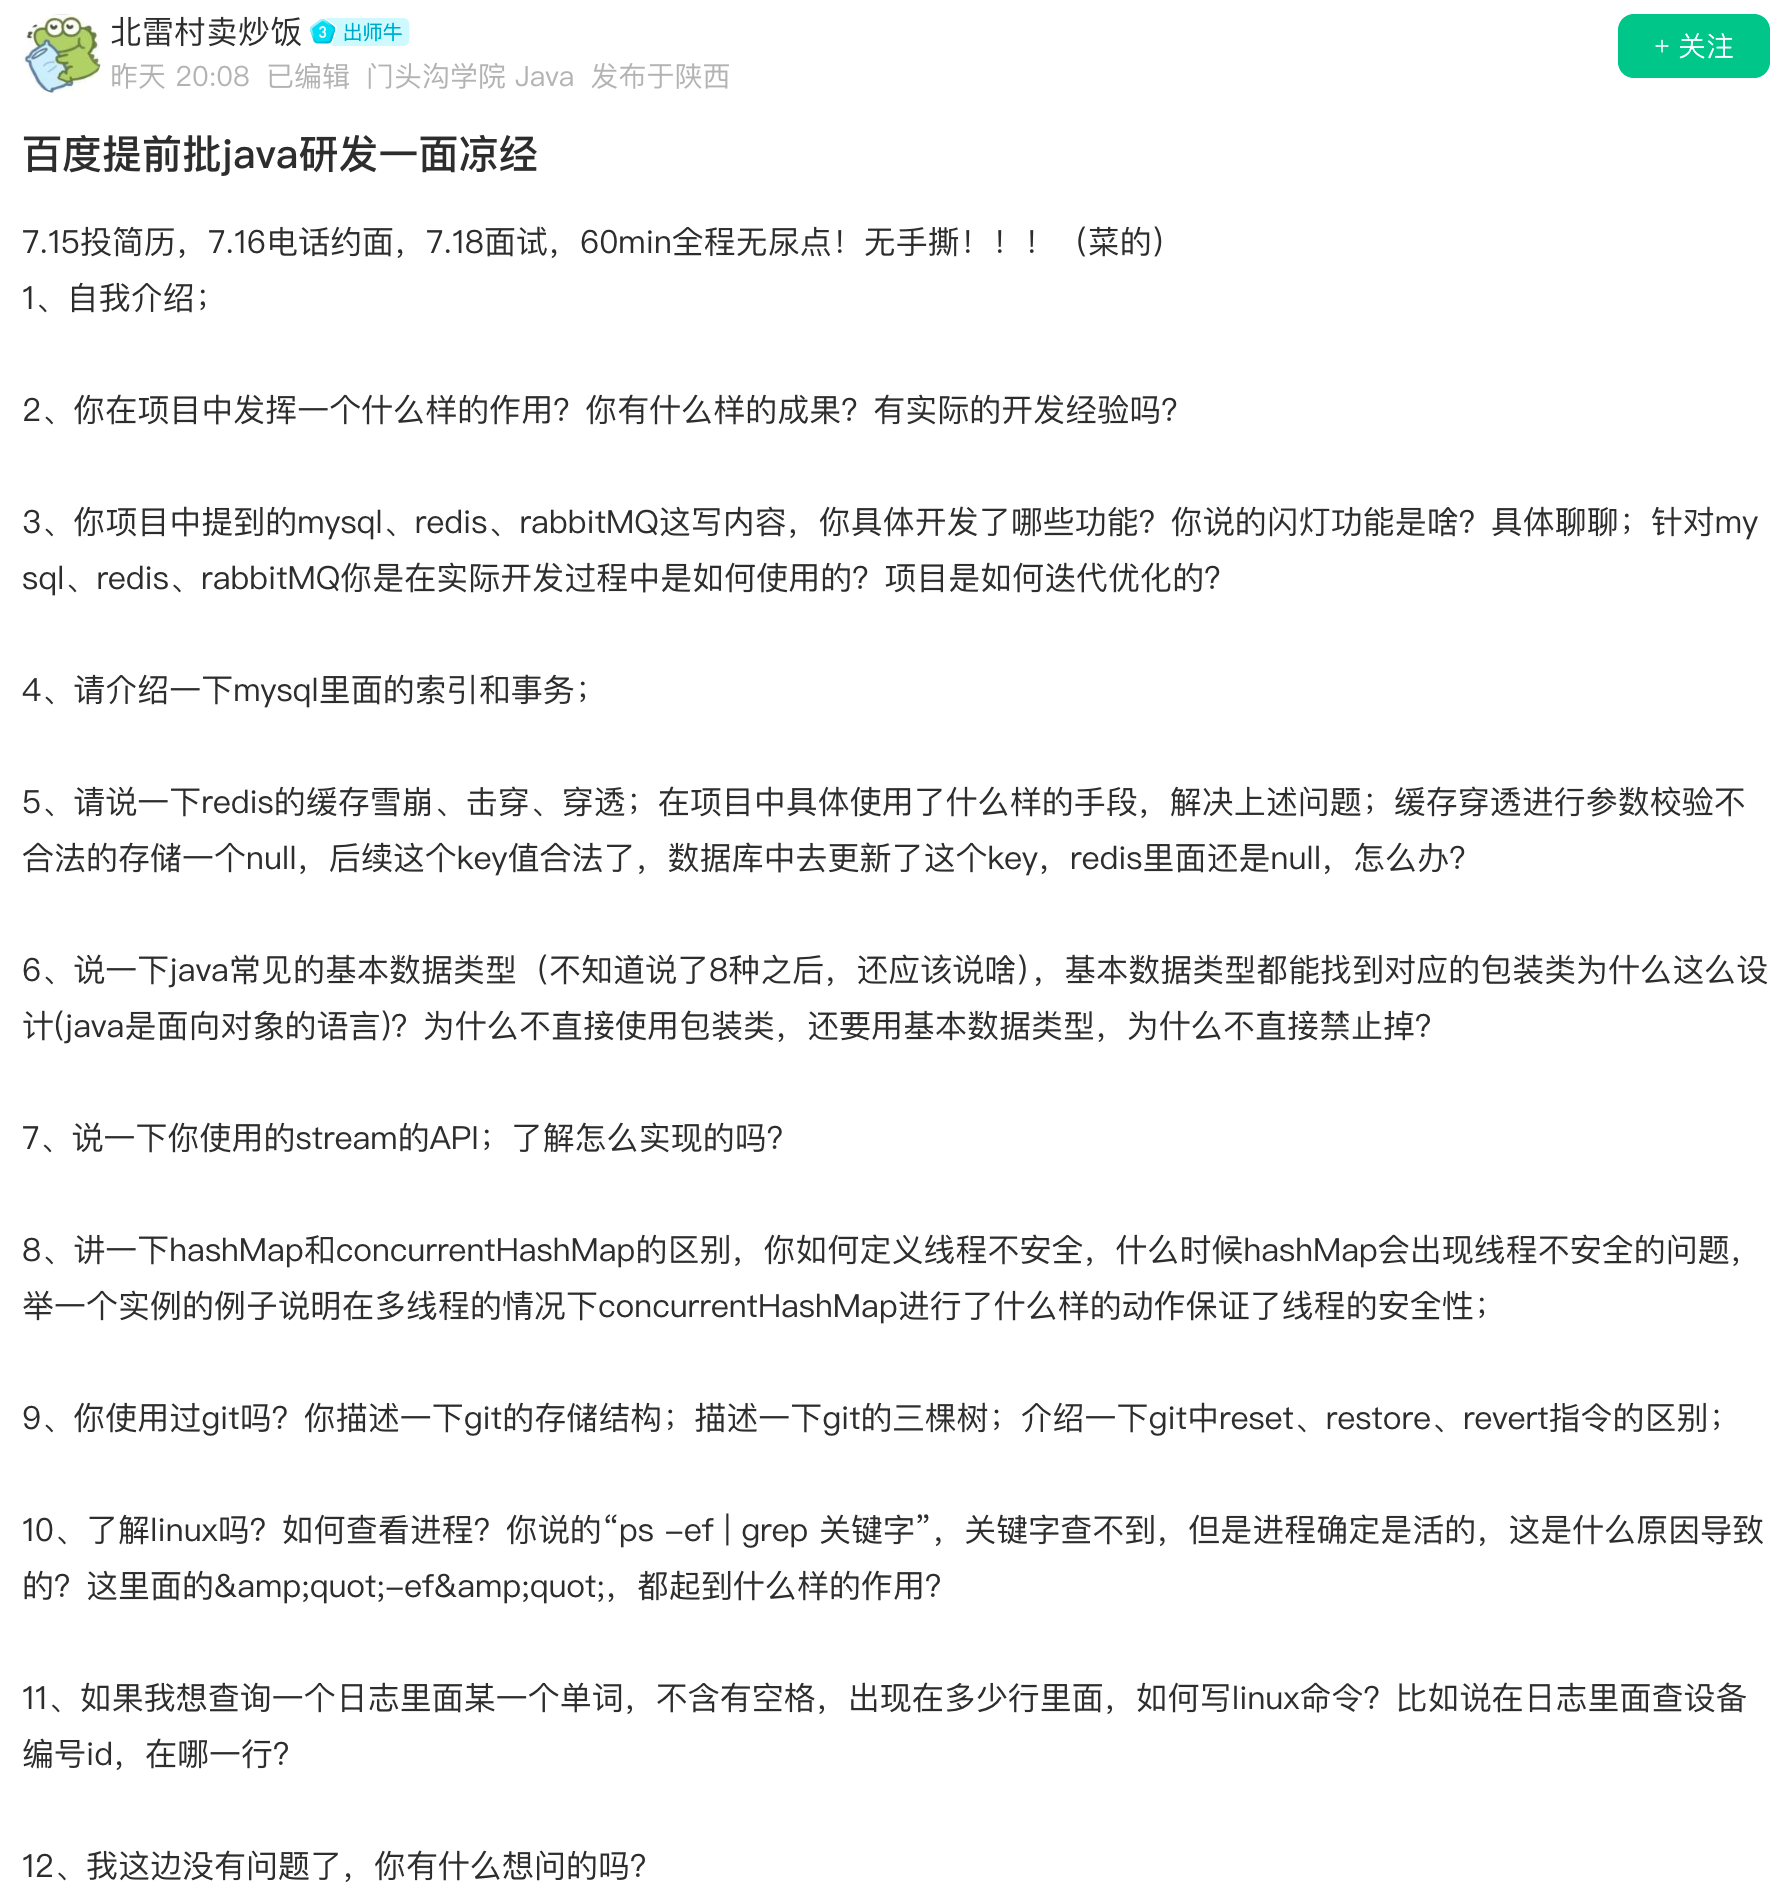 北雷村卖炒饭 3 出师牛
昨天 20:08 已编辑 门头沟学院 Java 发布于陕西
+ 关注
百度提前批java研发一面凉经
7.15投简历，7.16电话约面，7.18面试，60min全程无尿点！无手撕！！！（菜的）
1、自我介绍；
2、你在项目中发挥一个什么样的作用？你有什么样的成果？有实际的开发经验吗？
3、你项目中提到的mysql、redis、rabbitMQ这写内容，你具体开发了哪些功能？你说的闪灯功能是啥？具体聊聊；针对my
sql、redis、rabbitMQ你是在实际开发过程中是如何使用的？项目是如何迭代优化的？
4、请介绍一下mysql里面的索引和事务；
5、请说一下redis的缓存雪崩、击穿、穿透；在项目中具体使用了什么样的手段，解决上述问题；缓存穿透进行参数校验不
合法的存储一个null，后续这个key值合法了，数据库中去更新了这个key，redis里面还是null，怎么办？
6、说一下java常见的基本数据类型（不知道说了8种之后，还应该说啥），基本数据类型都能找到对应的包装类为什么这么设
计(java是面向对象的语言)？为什么不直接使用包装类，还要用基本数据类型，为什么不直接禁止掉？
7、说一下你使用的stream的API；了解怎么实现的吗？
8、讲一下hashMap和concurrentHashMap的区别，你如何定义线程不安全，什么时候hashMap会出现线程不安全的问题，
举一个实例的例子说明在多线程的情况下concurrentHashMap进行了什么样的动作保证了线程的安全性；
9、你使用过git吗？你描述一下git的存储结构；描述一下git的三棵树；介绍一下git中reset、restore、revert指令的区别；
10、了解linux吗？如何查看进程？你说的“ps -ef | grep 关键字”，关键字查不到，但是进程确定是活的，这是什么原因导致
的？这里面的&amp;quot;-ef&amp;quot;，都起到什么样的作用？
11、如果我想查询一个日志里面某一个单词，不含有空格，出现在多少行里面，如何写linux命令？比如说在日志里面查设备
编号id，在哪一行？
12、我这边没有问题了，你有什么想问的吗？